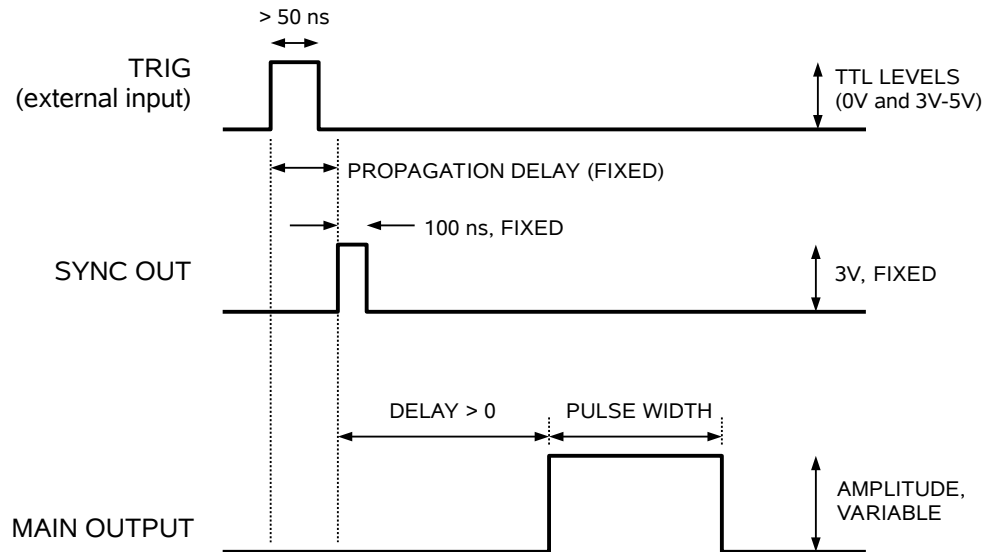 > 50 ns
TRIG
(external input)
TTL LEVELS
(0V and 3V-5V)
PROPAGATION DELAY (FIXED)
100 ns, FIXED
SYNC OUT
3V, FIXED
DELAY > 0
PULSE WIDTH
AMPLITUDE,
VARIABLE
MAIN OUTPUT